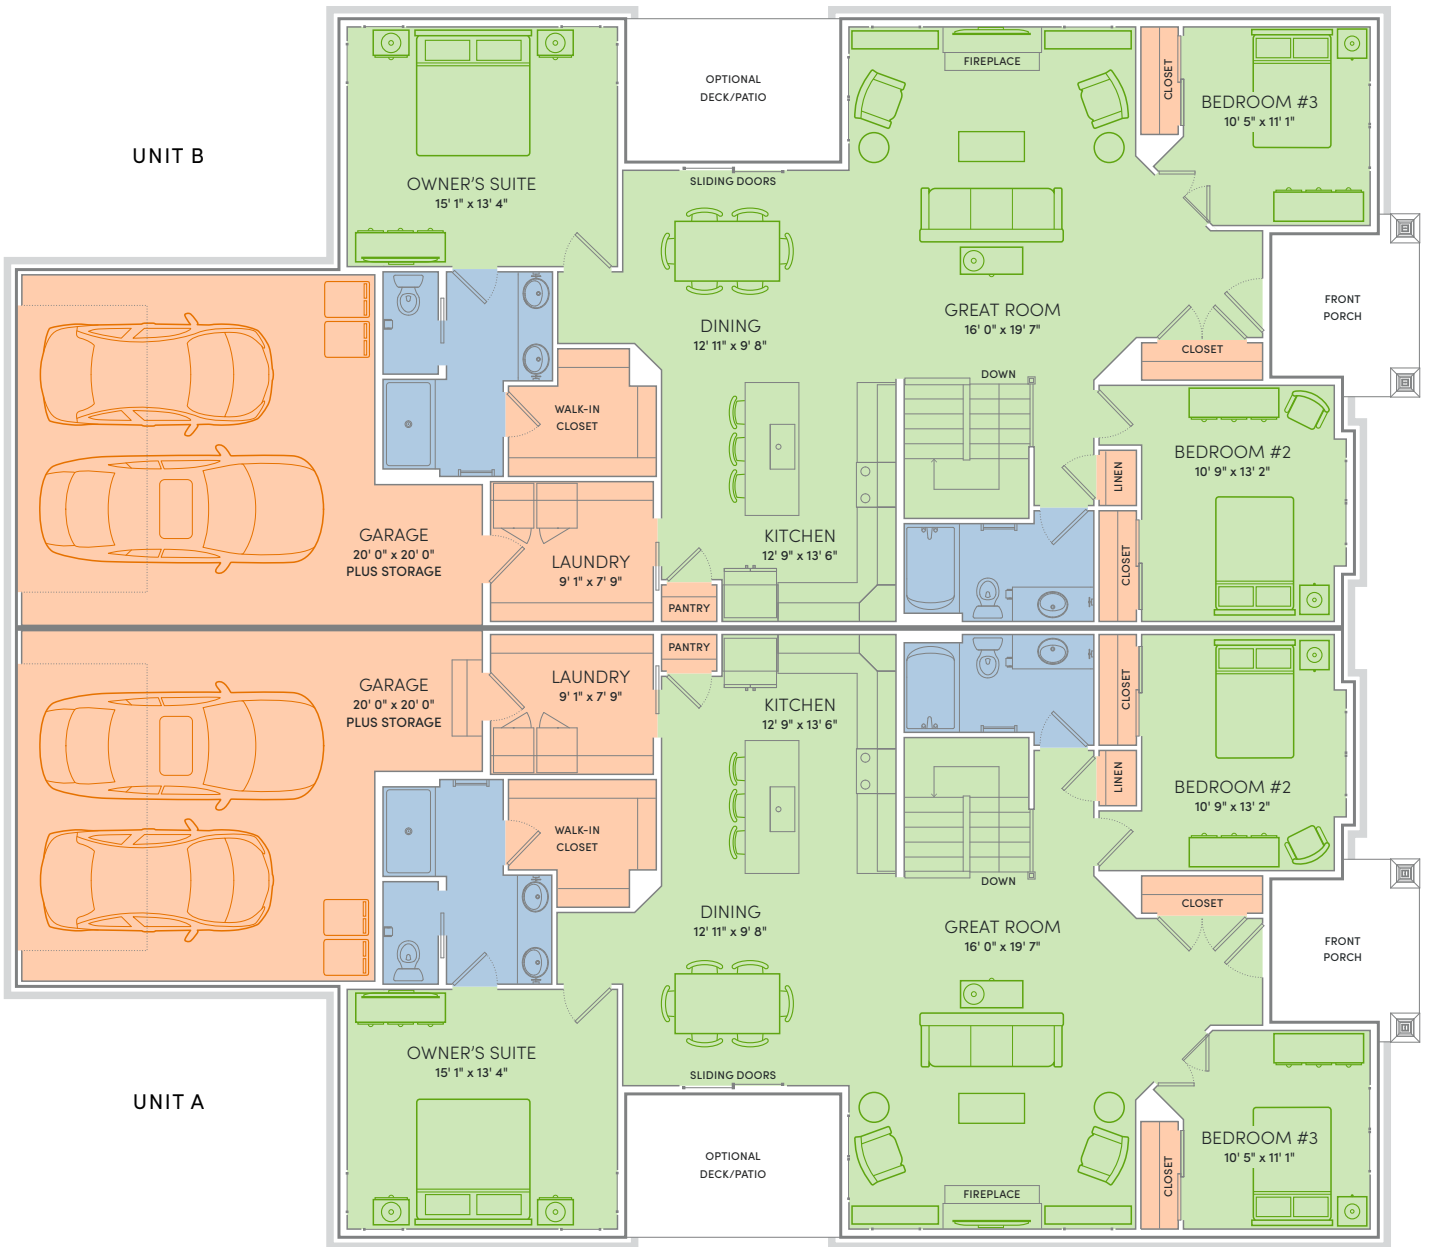 OPTIONAL
DECK/PATIO
FIREPLACE
CLOSET
BEDROOM #3
10' 5" x 11' 1"
UNIT B
OWNER'S SUITE
15' 1" x 13' 4"
SLIDING DOORS
GREAT ROOM
16' 0" x 19' 7"
FRONT
PORCH
DINING
12' 11" x 9' 8"
CLOSET
DOWN
WALK-IN
CLOSET
BEDROOM #2
10' 9" x 13' 2"
LINEN
GARAGE
20' 0" x 20' 0"
PLUS STORAGE
LAUNDRY
9' 1" x 7' 9"
KITCHEN
12' 9" x 13' 6"
CLOSET
PANTRY
PANTRY
GARAGE
20' 0" x 20' 0"
PLUS STORAGE
LAUNDRY
9' 1" x 7' 9"
KITCHEN
12' 9" x 13' 6"
CLOSET
LINEN
BEDROOM #2
10' 9" x 13' 2"
WALK-IN
CLOSET
DOWN
CLOSET
DINING
12' 11" x 9' 8"
GREAT ROOM
16' 0" x 19' 7"
FRONT
PORCH
OWNER'S SUITE
15' 1" x 13' 4"
SLIDING DOORS
UNIT A
BEDROOM #3
10' 5" x 11' 1"
OPTIONAL
DECK/PATIO
CLOSET
FIREPLACE